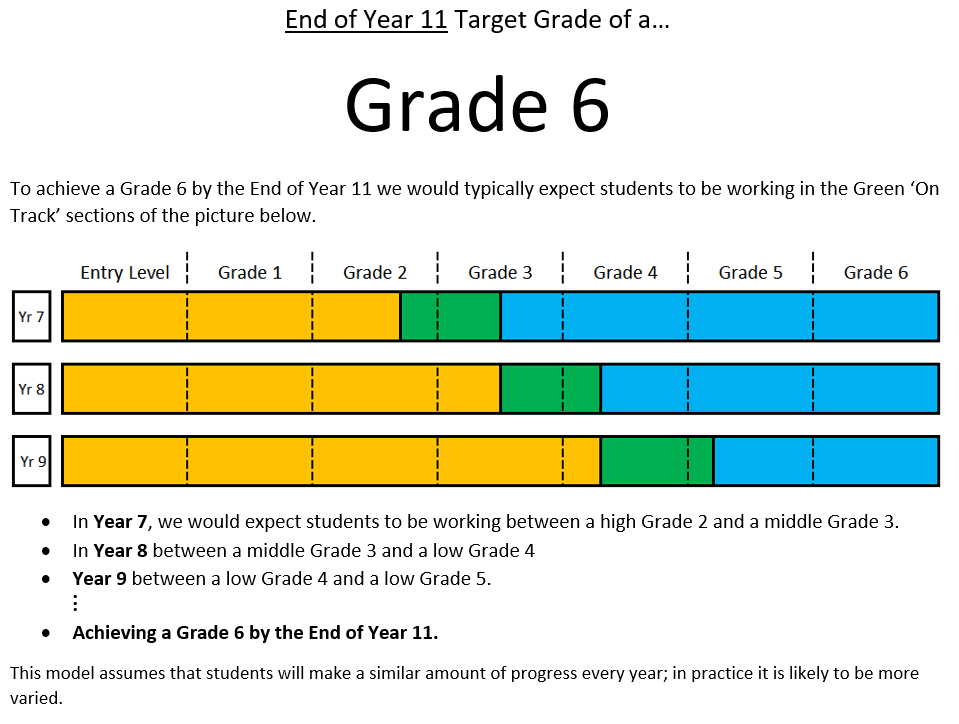 End of Year 11 Target Grade of a...
Grade 6
To achieve a Grade 6 by the End of Year 11 we would typically expect students to be working in the Green ‘On
Track’ sections of the picture below.
Entry Level Grade 1 Grade 2 Grade 3 Grade 4 Grade 5 Grade 6
Yr 7
Yr 8
Yr 9
• In Year 7, we would expect students to be working between a high Grade 2 and a middle Grade 3.
• In Year 8 between a middle Grade 3 and a low Grade 4
• Year 9 between a low Grade 4 and a low Grade 5.
⋮
• Achieving a Grade 6 by the End of Year 11.
This model assumes that students will make a similar amount of progress every year; in practice it is likely to be more
varied.